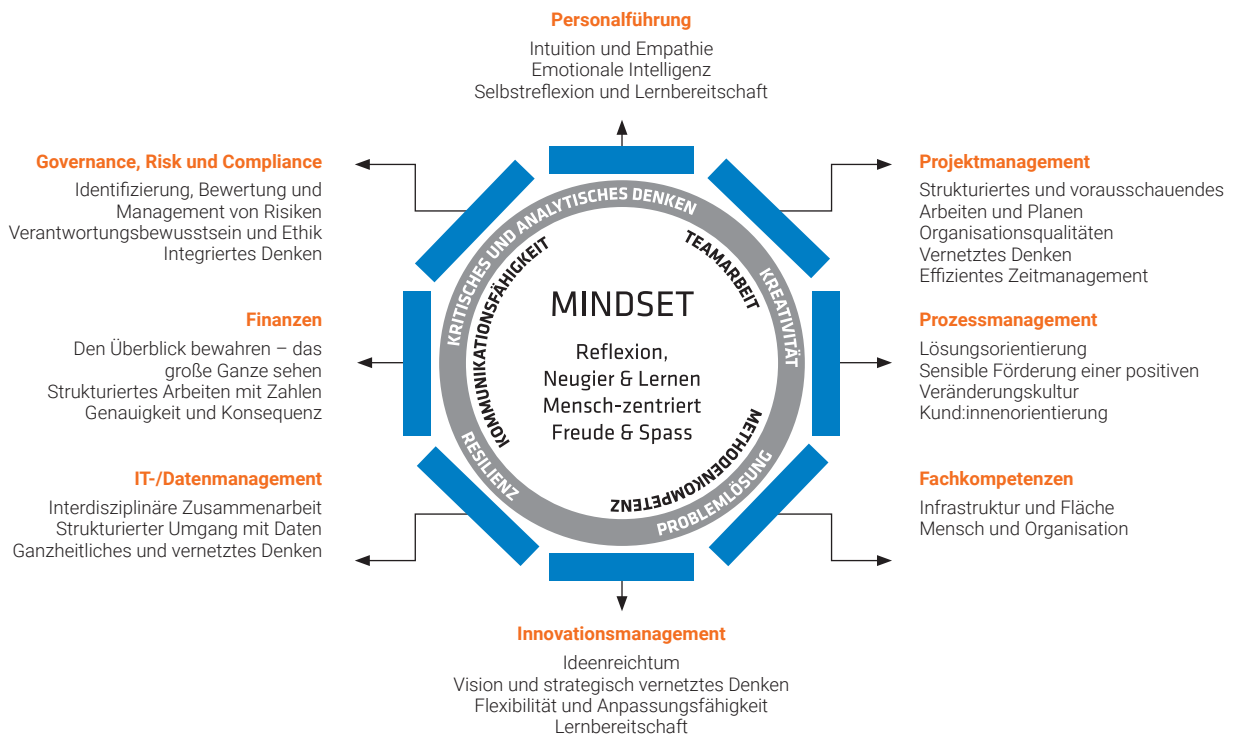 Personalführung
Intuition und Empathie
Emotionale Intelligenz
Selbstreflexion und Lernbereitschaft
Governance, Risk und Compliance
Identifizierung, Bewertung und
Management von Risiken
Verantwortungsbewusstsein und Ethik
Integriertes Denken
Projektmanagement
Strukturiertes und vorausschauendes
Arbeiten und Planen
Organisationsqualitäten
Vernetztes Denken
Effizientes Zeitmanagement
KRITISCHES UND ANALYTISCHES DENKEN
KREATIVITÄT
PROBLEMLÖSUNG
RESILIENZ
KOMMUNIKATIONSFÄHIGKEIT
TEAMARBEIT
METHODENKOMPETENZ
MINDSET
Reflexion,
Neugier & Lernen
Mensch-zentriert
Freude & Spass
Finanzen
Den Überblick bewahren – das
große Ganze sehen
Strukturiertes Arbeiten mit Zahlen
Genauigkeit und Konsequenz
Prozessmanagement
Lösungsorientierung
Sensible Förderung einer positiven
Veränderungskultur
Kund:innenorientierung
IT-/Datenmanagement
Interdisziplinäre Zusammenarbeit
Strukturierter Umgang mit Daten
Ganzheitliches und vernetztes Denken
Fachkompetenzen
Infrastruktur und Fläche
Mensch und Organisation
Innovationsmanagement
Ideenreichtum
Vision und strategisch vernetztes Denken
Flexibilität und Anpassungsfähigkeit
Lernbereitschaft